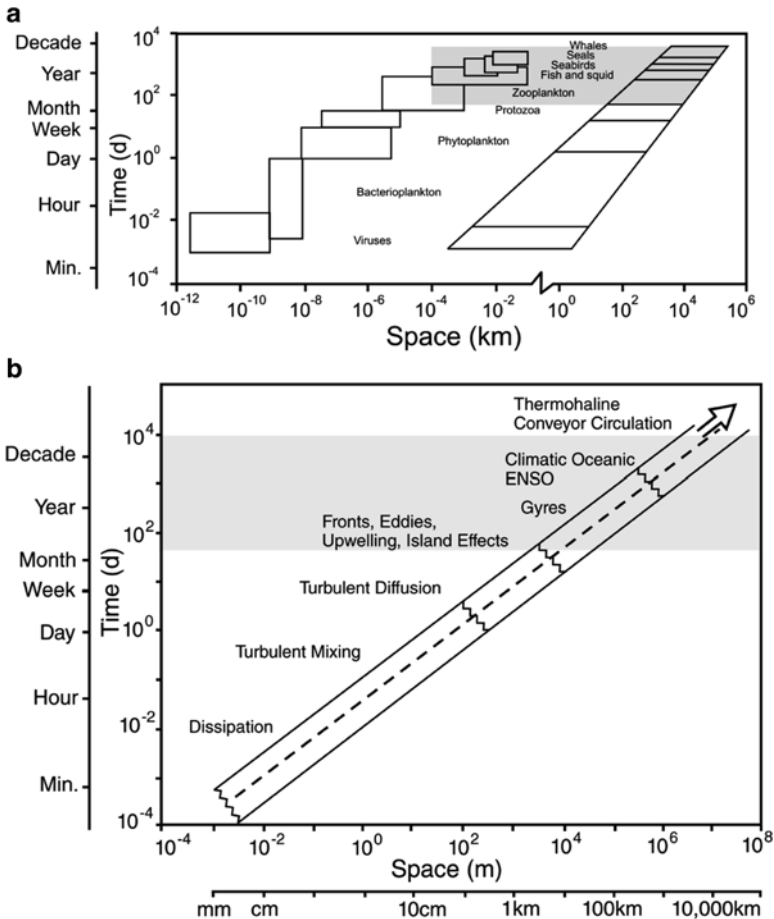 a
Decade
Year
Month
Week
Day
Hour
Min.
Time (d)
10^4
10^2
10^0
10^-2
10^-4
Whales
Seals
Seabirds
Fish and squid
Zooplankton
Protozoa
Phytoplankton
Bacterioplankton
Viruses
10^-12 10^-10 10^-8 10^-6 10^-4 10^-2 10^0 10^2 10^4 10^6
Space (km)
b
Decade
Year
Month
Week
Day
Hour
Min.
Time (d)
10^4
10^2
10^0
10^-2
10^-4
Thermohaline
Conveyor Circulation
Climatic Oceanic
ENSO
Gyres
Fronts, Eddies,
Upwelling, Island Effects
Turbulent Diffusion
Turbulent Mixing
Dissipation
10^-4 10^-2 10^0 10^2 10^4 10^6 10^8
Space (m)
mm cm 10cm 1km 100km 10,000km